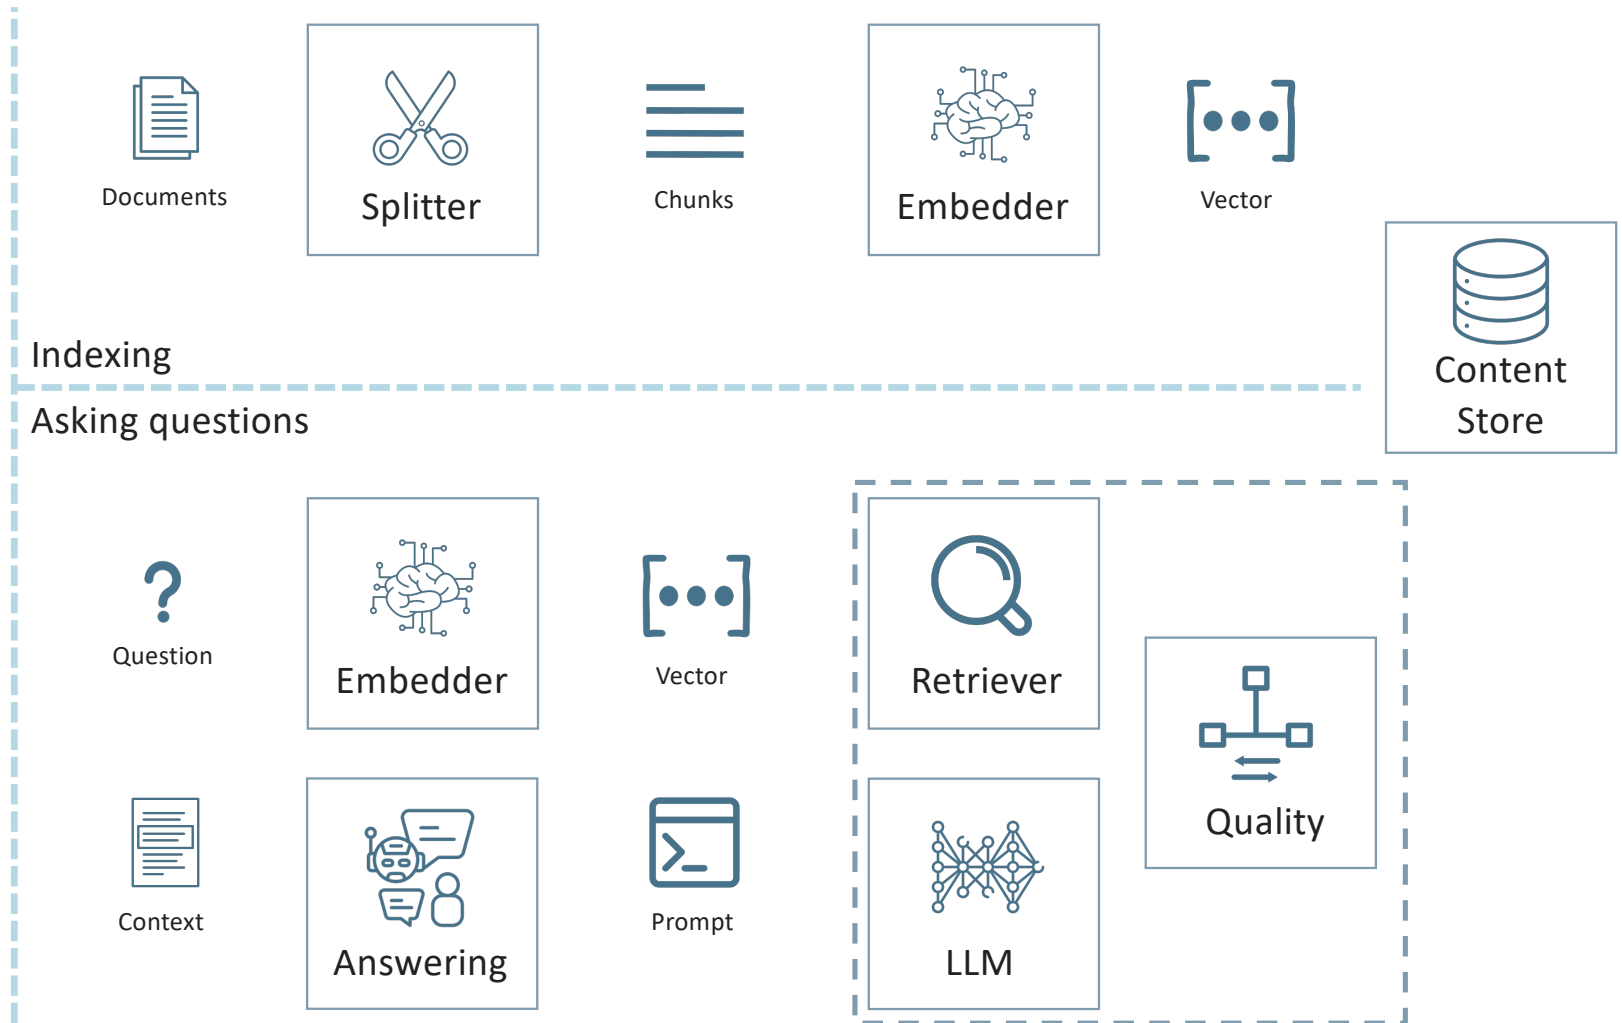 Documents
Splitter
Chunks
Embedder
Vector
Indexing
Content
Store
Asking questions
Question
Embedder
Vector
Retriever
Quality
Context
Answering
Prompt
LLM